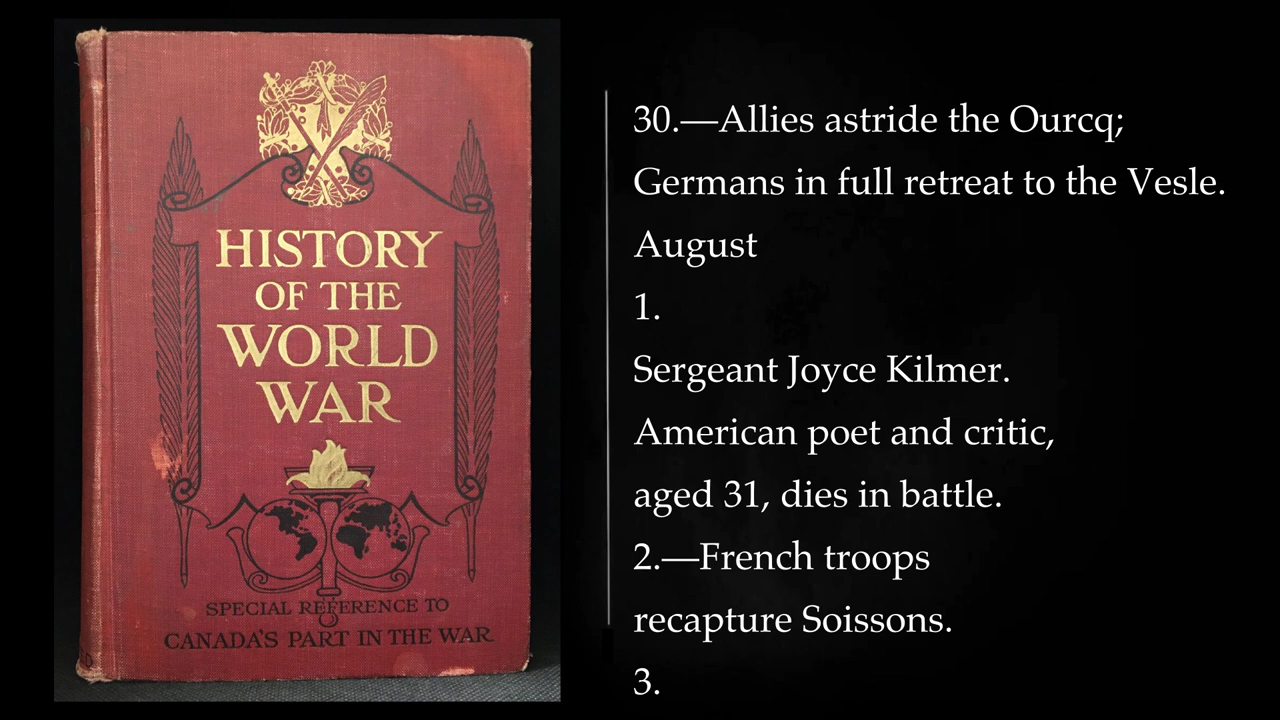 HISTORY
OF THE
WORLD
WAR
SPECIAL REFERENCE TO
CANADA'S PART IN THE WAR
30.—Allies astride the Ourcq;
Germans in full retreat to the Vesle.
August
1.
Sergeant Joyce Kilmer.
American poet and critic,
aged 31, dies in battle.
2.—French troops
recapture Soissons.
3.